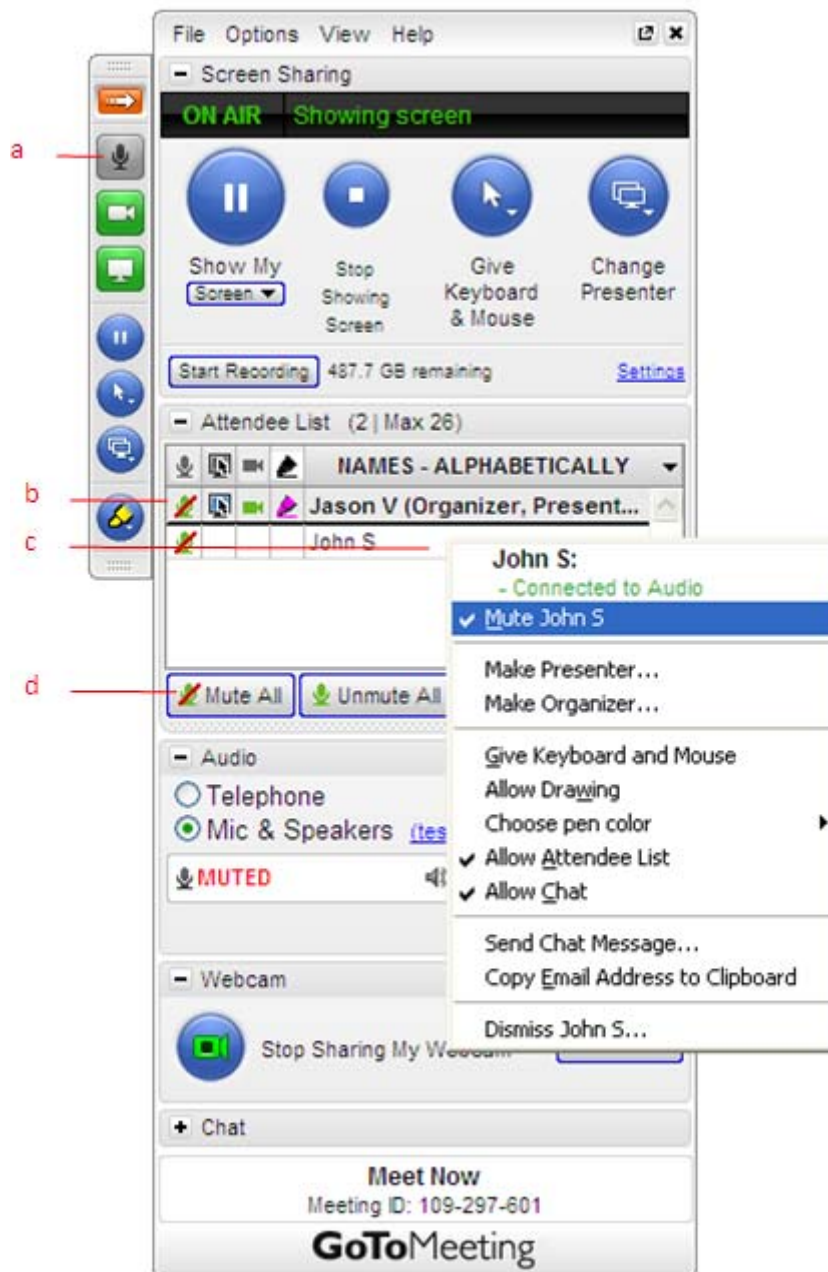 File Options View Help
Screen Sharing
ON AIR Showing screen
a
Show My
Screen
Stop
Showing
Screen
Give
Keyboard
& Mouse
Change
Presenter
Start Recording 487.7 GB remaining Settings
Attendee List (2 | Max 26)
NAMES - ALPHABETICALLY
b
Jason V (Organizer, Present...
c
John S
John S:
- Connected to Audio
Mute John S
Make Presenter...
Make Organizer...
Give Keyboard and Mouse
Allow Drawing
Choose pen color
Allow Attendee List
Allow Chat
Send Chat Message...
Copy Email Address to Clipboard
Dismiss John S...
d
Mute All Unmute All
Audio
Telephone
Mic & Speakers (tes
MUTED
Webcam
Stop Sharing My
Chat
Meet Now
Meeting ID: 109-297-601
GoToMeeting